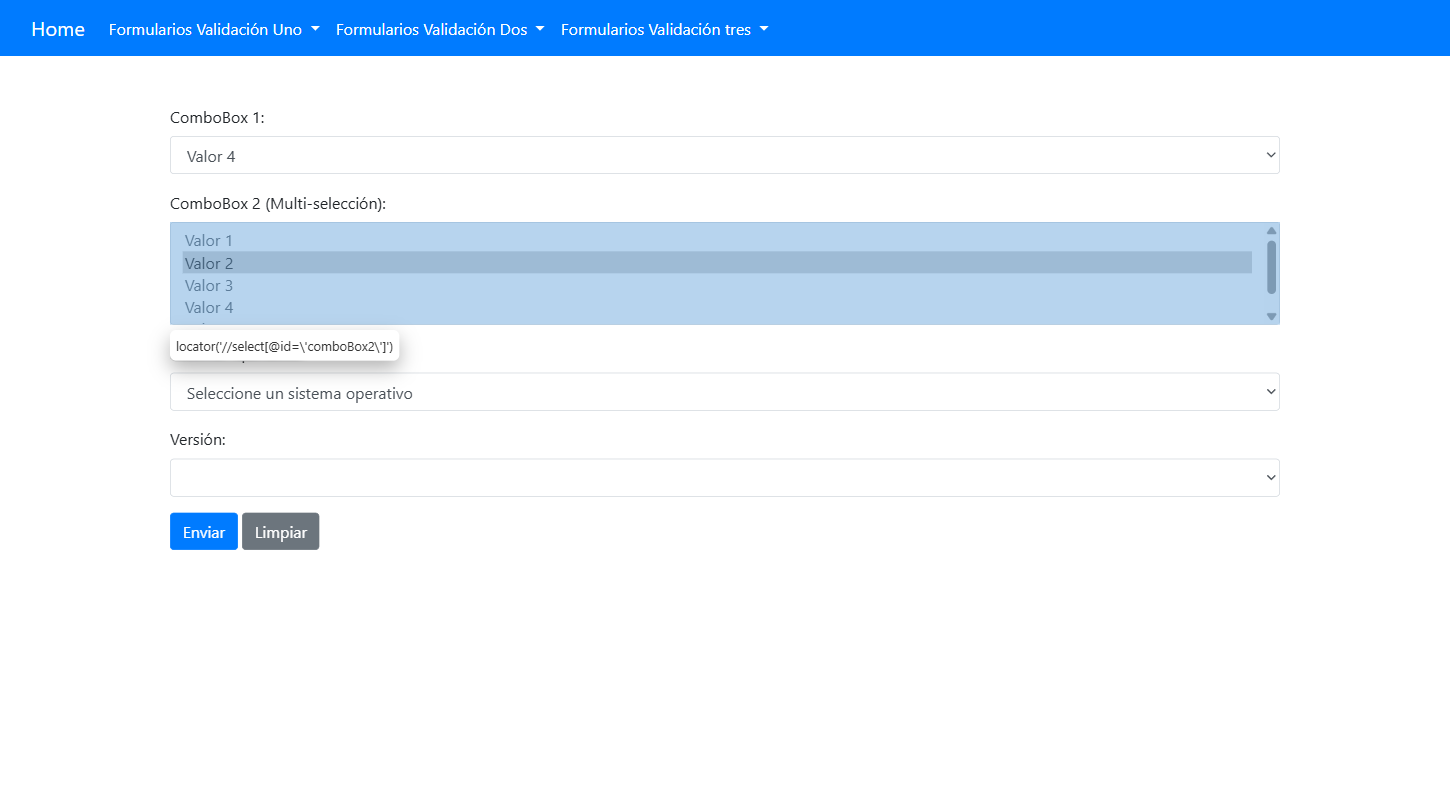 Home Formularios Validación Uno Formularios Validación Dos Formularios Validación tres
ComboBox 1:
Valor 4
ComboBox 2 (Multi-selección):
Valor 1
Valor 2
Valor 3
Valor 4
locator('//select[@id=\'comboBox2\']')
Seleccione un sistema operativo
Versión:
Enviar Limpiar